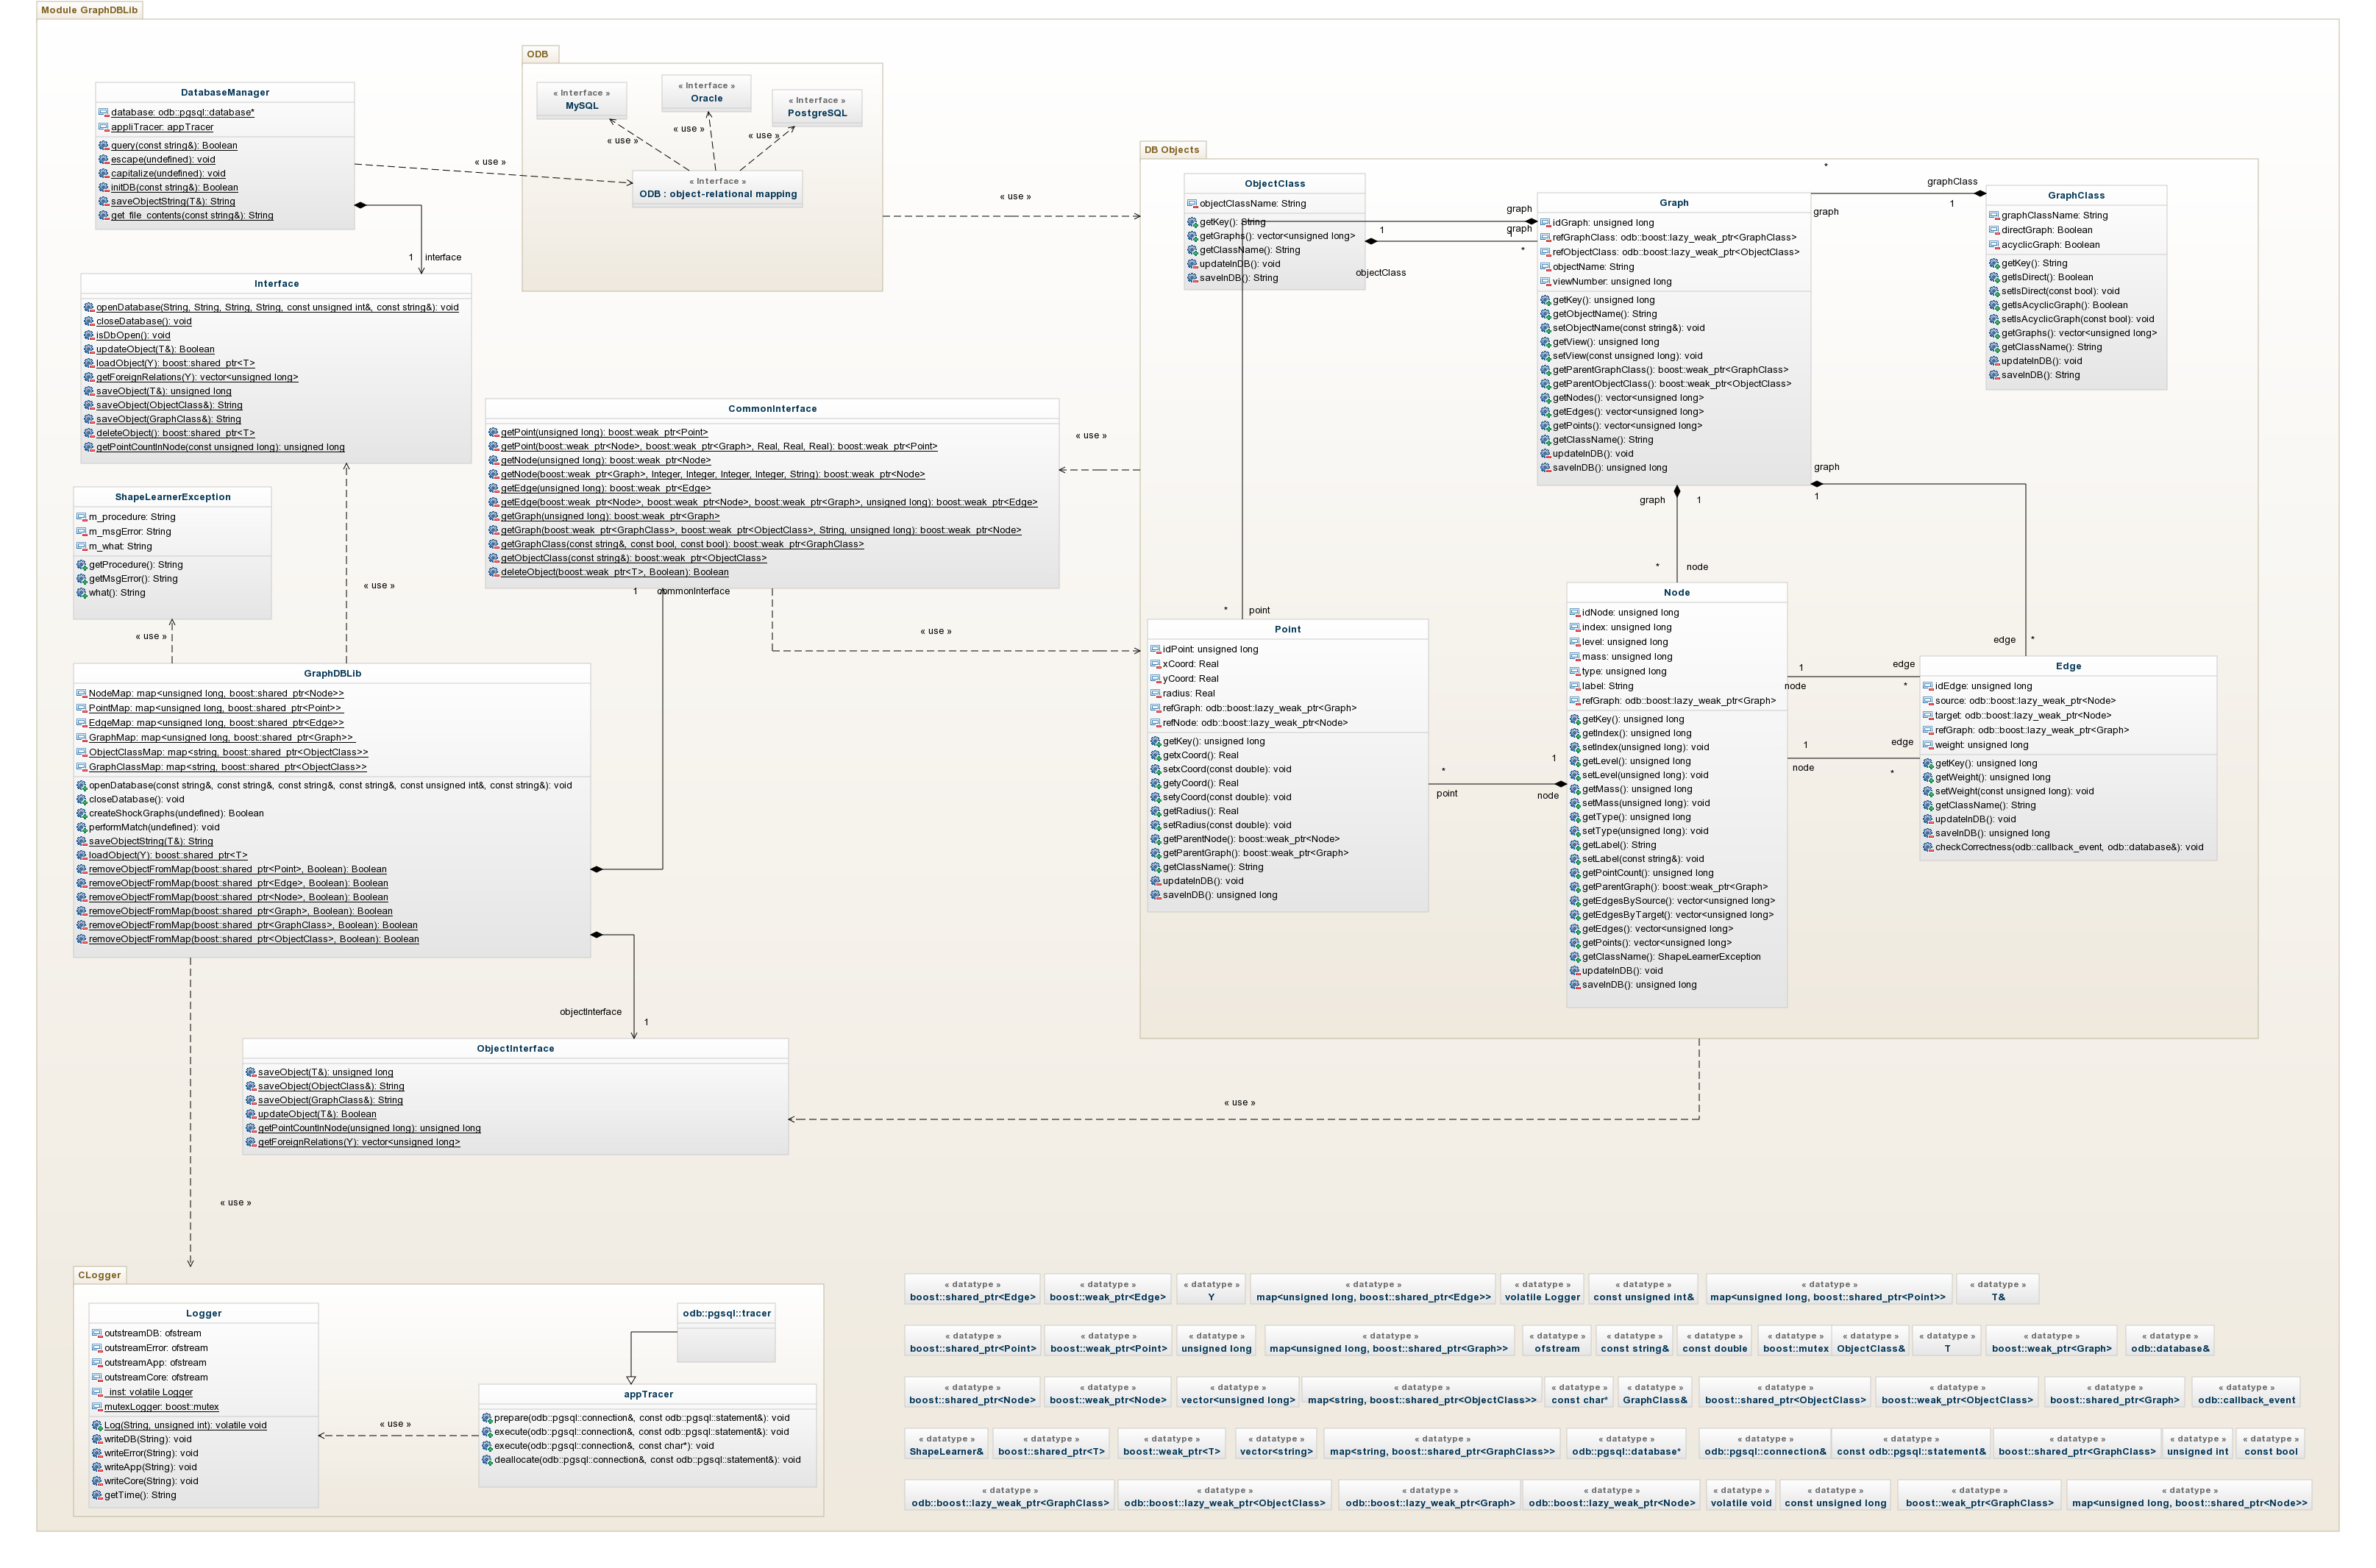 Module GraphDBLib
DatabaseManager
database: odb::pgsql::database*
appliTracer: appTracer
query(const string&): Boolean
escape(undefined): void
capitalize(undefined): void
initDB(const string&): Boolean
saveObjectString(T&): String
get_file_contents(const string&): String
« use »
1
interface
ODB
« Interface »
MySQL
« Interface »
Oracle
« Interface »
PostgreSQL
« use »
« use »
« use »
« Interface »
ODB : object-relational mapping
« use »
Interface
openDatabase(String, String, String, String, const unsigned int&, const string&): void
closeDatabase(): void
isDbOpen(): void
updateObject(T&): Boolean
loadObject(Y): boost::shared_ptr<T>
getForeignRelations(Y): vector<unsigned long>
saveObject(T&): unsigned long
saveObject(ObjectClass&): String
saveObject(GraphClass&): String
deleteObject(): boost::shared_ptr<T>
getPointCountInNode(const unsigned long): unsigned long
ShapeLearnerException
m_procedure: String
m_msgError: String
m_what: String
getProcedure(): String
getMsgError(): String
what(): String
« use »
« use »
CommonInterface
getPoint(unsigned long): boost::weak_ptr<Point>
getPoint(boost::weak_ptr<Node>, boost::weak_ptr<Graph>, Real, Real, Real): boost::weak_ptr<Point>
getNode(unsigned long): boost::weak_ptr<Node>
getNode(boost::weak_ptr<Graph>, Integer, Integer, Integer, Integer, String): boost::weak_ptr<Node>
getEdge(unsigned long): boost::weak_ptr<Edge>
getEdge(boost::weak_ptr<Node>, boost::weak_ptr<Node>, boost::weak_ptr<Graph>, unsigned long): boost::weak_ptr<Edge>
getGraph(unsigned long): boost::weak_ptr<Graph>
getGraph(boost::weak_ptr<GraphClass>, boost::weak_ptr<ObjectClass>, String, unsigned long): boost::weak_ptr<Node>
getGraphClass(const string&, const bool, const bool): boost::weak_ptr<GraphClass>
getObjectClass(const string&): boost::weak_ptr<ObjectClass>
deleteObject(boost::weak_ptr<T>, Boolean): Boolean
1
commonInterface
« use »
« use »
GraphDBLib
NodeMap: map<unsigned long, boost::shared_ptr<Node>>
PointMap: map<unsigned long, boost::shared_ptr<Point>>
EdgeMap: map<unsigned long, boost::shared_ptr<Edge>>
GraphMap: map<unsigned long, boost::shared_ptr<Graph>>
ObjectClassMap: map<string, boost::shared_ptr<ObjectClass>>
GraphClassMap: map<string, boost::shared_ptr<ObjectClass>>
openDatabase(const string&, const string&, const string&, const string&, const unsigned int&, const string&): void
closeDatabase(): void
createShockGraphs(undefined): Boolean
performMatch(undefined): void
saveObjectString(T&): String
loadObject(Y): boost::shared_ptr<T>
removeObjectFromMap(boost::shared_ptr<Point>, Boolean): Boolean
removeObjectFromMap(boost::shared_ptr<Edge>, Boolean): Boolean
removeObjectFromMap(boost::shared_ptr<Node>, Boolean): Boolean
removeObjectFromMap(boost::shared_ptr<Graph>, Boolean): Boolean
removeObjectFromMap(boost::shared_ptr<GraphClass>, Boolean): Boolean
removeObjectFromMap(boost::shared_ptr<ObjectClass>, Boolean): Boolean
objectInterface
1
ObjectInterface
saveObject(T&): unsigned long
saveObject(ObjectClass&): String
saveObject(GraphClass&): String
updateObject(T&): Boolean
getPointCountInNode(unsigned long): unsigned long
getForeignRelations(Y): vector<unsigned long>
« use »
« use »
DB Objects
ObjectClass
objectClassName: String
getKey(): String
getGraphs(): vector<unsigned long>
getClassName(): String
updateInDB(): void
saveInDB(): String
graph
1
graph
1
*
objectClass
Graph
idGraph: unsigned long
refGraphClass: odb::boost::lazy_weak_ptr<GraphClass>
refObjectClass: odb::boost::lazy_weak_ptr<ObjectClass>
objectName: String
viewNumber: unsigned long
getKey(): unsigned long
getObjectName(): String
setObjectName(const string&): void
getView(): unsigned long
setView(const unsigned long): void
getParentGraphClass(): boost::weak_ptr<GraphClass>
getParentObjectClass(): boost::weak_ptr<ObjectClass>
getNodes(): vector<unsigned long>
getEdges(): vector<unsigned long>
getPoints(): vector<unsigned long>
getClassName(): String
updateInDB(): void
saveInDB(): unsigned long
*
graphClass
graph
1
GraphClass
graphClassName: String
directGraph: Boolean
acyclicGraph: Boolean
getKey(): String
getIsDirect(): Boolean
setIsDirect(const bool): void
getIsAcyclicGraph(): Boolean
setIsAcyclicGraph(const bool): void
getGraphs(): vector<unsigned long>
getClassName(): String
updateInDB(): void
saveInDB(): String
graph
1
graph
1
*
node
edge
*
*
point
Point
idPoint: unsigned long
xCoord: Real
yCoord: Real
radius: Real
refGraph: odb::boost::lazy_weak_ptr<Graph>
refNode: odb::boost::lazy_weak_ptr<Node>
getKey(): unsigned long
getxCoord(): Real
setxCoord(const double): void
getyCoord(): Real
setyCoord(const double): void
getRadius(): Real
setRadius(const double): void
getParentNode(): boost::weak_ptr<Node>
getParentGraph(): boost::weak_ptr<Graph>
getClassName(): String
updateInDB(): void
saveInDB(): unsigned long
*
point
1
node
Node
idNode: unsigned long
index: unsigned long
level: unsigned long
mass: unsigned long
type: unsigned long
label: String
refGraph: odb::boost::lazy_weak_ptr<Graph>
getKey(): unsigned long
getIndex(): unsigned long
setIndex(unsigned long): void
getLevel(): unsigned long
setLevel(unsigned long): void
getMass(): unsigned long
setMass(unsigned long): void
getType(): unsigned long
setType(unsigned long): void
getLabel(): String
setLabel(const string&): void
getPointCount(): unsigned long
getParentGraph(): boost::weak_ptr<Graph>
getEdgesBySource(): vector<unsigned long>
getEdgesByTarget(): vector<unsigned long>
getEdges(): vector<unsigned long>
getPoints(): vector<unsigned long>
getClassName(): ShapeLearnerException
updateInDB(): void
saveInDB(): unsigned long
1
edge
node
*
1
edge
node
*
Edge
idEdge: unsigned long
source: odb::boost::lazy_weak_ptr<Node>
target: odb::boost::lazy_weak_ptr<Node>
refGraph: odb::boost::lazy_weak_ptr<Graph>
weight: unsigned long
getKey(): unsigned long
getWeight(): unsigned long
setWeight(const unsigned long): void
getClassName(): String
updateInDB(): void
saveInDB(): unsigned long
checkCorrectness(odb::callback_event, odb::database&): void
CLogger
Logger
outstreamDB: ofstream
outstreamError: ofstream
outstreamApp: ofstream
outstreamCore: ofstream
_inst: volatile Logger
mutexLogger: boost::mutex
Log(String, unsigned int): volatile void
writeDB(String): void
writeError(String): void
writeApp(String): void
writeCore(String): void
getTime(): String
« use »
odb::pgsql::tracer
appTracer
prepare(odb::pgsql::connection&, const odb::pgsql::statement&): void
execute(odb::pgsql::connection&, const odb::pgsql::statement&): void
execute(odb::pgsql::connection&, const char*): void
deallocate(odb::pgsql::connection&, const odb::pgsql::statement&): void
« datatype » « datatype » « datatype » « datatype » « datatype » « datatype » « datatype » « datatype »
boost::shared_ptr<Edge> boost::weak_ptr<Edge> Y map<unsigned long, boost::shared_ptr<Edge>> volatile Logger const unsigned int& map<unsigned long, boost::shared_ptr<Point>> T&
« datatype » « datatype » « datatype » « datatype » « datatype » « datatype » « datatype » « datatype » « datatype » « datatype » « datatype » « datatype »
boost::shared_ptr<Point> boost::weak_ptr<Point> unsigned long map<unsigned long, boost::shared_ptr<Graph>> ofstream const string& const double boost::mutex ObjectClass& T boost::weak_ptr<Graph> odb::database&
« datatype » « datatype » « datatype » « datatype » « datatype » « datatype » « datatype » « datatype » « datatype » « datatype »
boost::shared_ptr<Node> boost::weak_ptr<Node> vector<unsigned long> map<string, boost::shared_ptr<ObjectClass>> const char* GraphClass& boost::shared_ptr<ObjectClass> boost::weak_ptr<ObjectClass> boost::shared_ptr<Graph> odb::callback_event
« datatype » « datatype » « datatype » « datatype » « datatype » « datatype » « datatype » « datatype » « datatype » « datatype » « datatype »
ShapeLearner& boost::shared_ptr<T> boost::weak_ptr<T> vector<string> map<string, boost::shared_ptr<GraphClass>> odb::pgsql::database* odb::pgsql::connection& const odb::pgsql::statement& boost::shared_ptr<GraphClass> unsigned int const bool
« datatype » « datatype » « datatype » « datatype » « datatype » « datatype » « datatype » « datatype »
odb::boost::lazy_weak_ptr<GraphClass> odb::boost::lazy_weak_ptr<ObjectClass> odb::boost::lazy_weak_ptr<Graph> odb::boost::lazy_weak_ptr<Node> volatile void const unsigned long boost::weak_ptr<GraphClass> map<unsigned long, boost::shared_ptr<Node>>